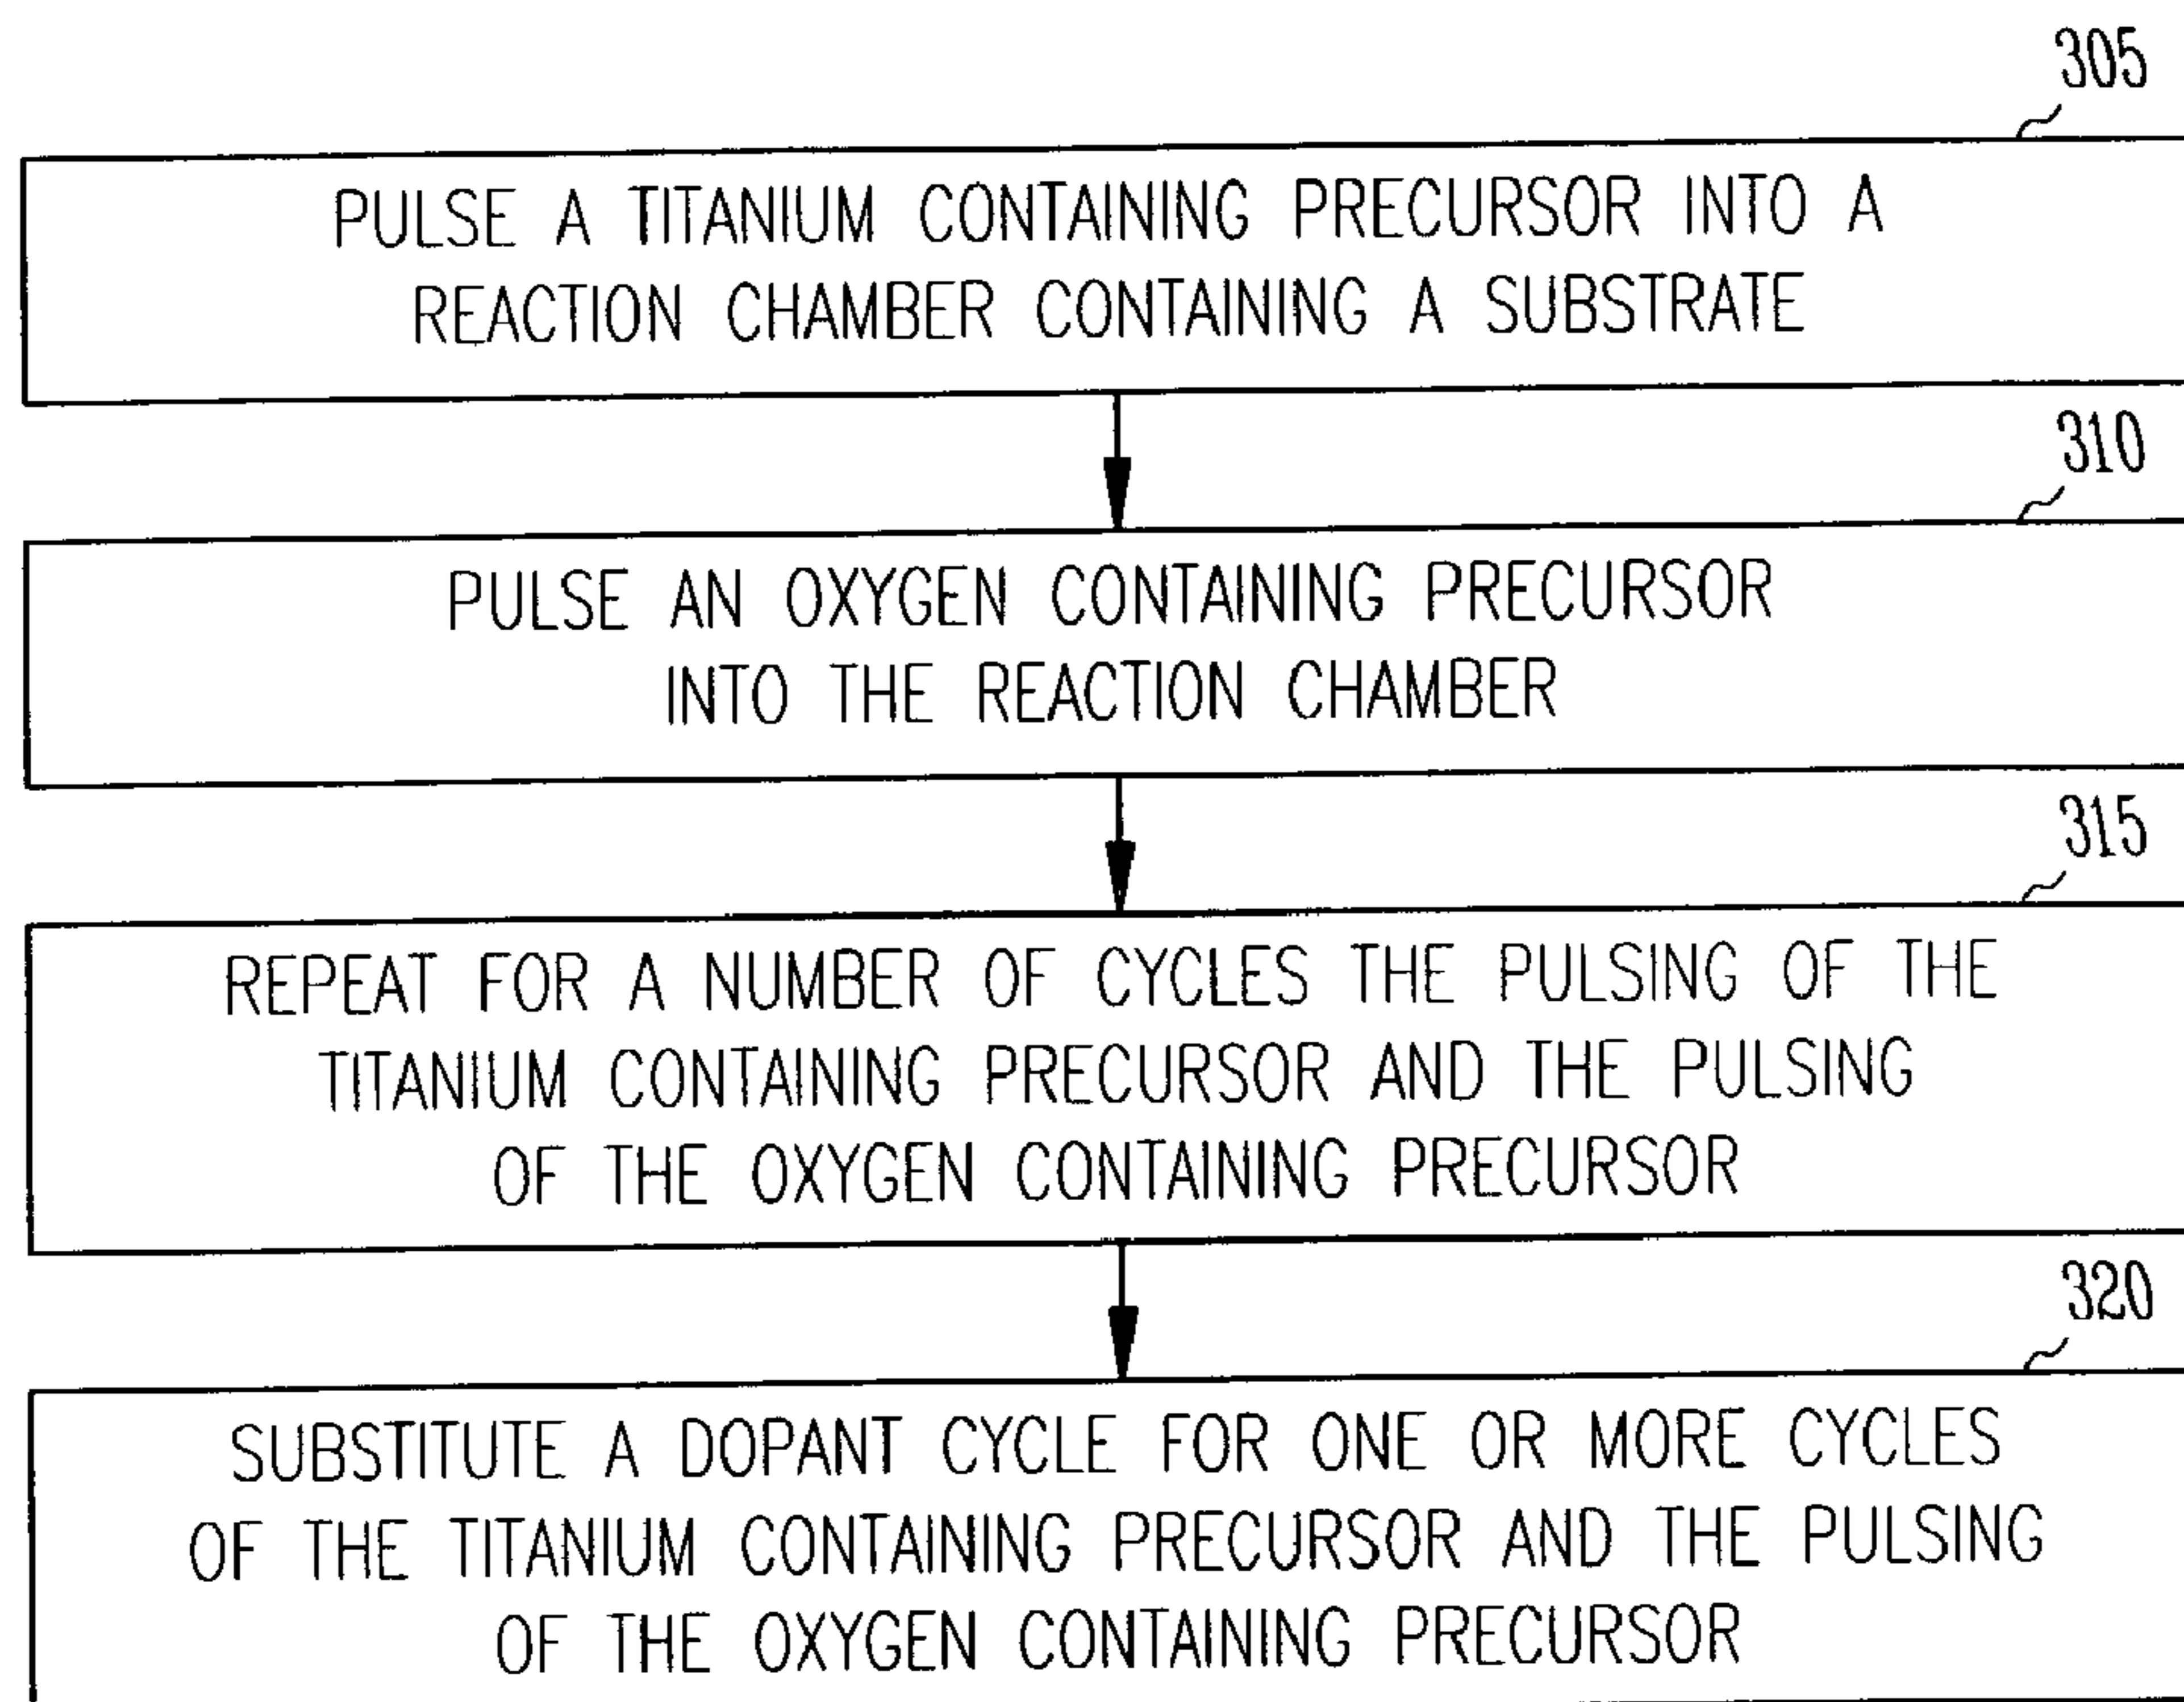 305
PULSE A TITANIUM CONTAINING PRECURSOR INTO A
REACTION CHAMBER CONTAINING A SUBSTRATE
310
PULSE AN OXYGEN CONTAINING PRECURSOR
INTO THE REACTION CHAMBER
315
REPEAT FOR A NUMBER OF CYCLES THE PULSING OF THE
TITANIUM CONTAINING PRECURSOR AND THE PULSING
OF THE OXYGEN CONTAINING PRECURSOR
320
SUBSTITUTE A DOPANT CYCLE FOR ONE OR MORE CYCLES
OF THE TITANIUM CONTAINING PRECURSOR AND THE PULSING
OF THE OXYGEN CONTAINING PRECURSOR